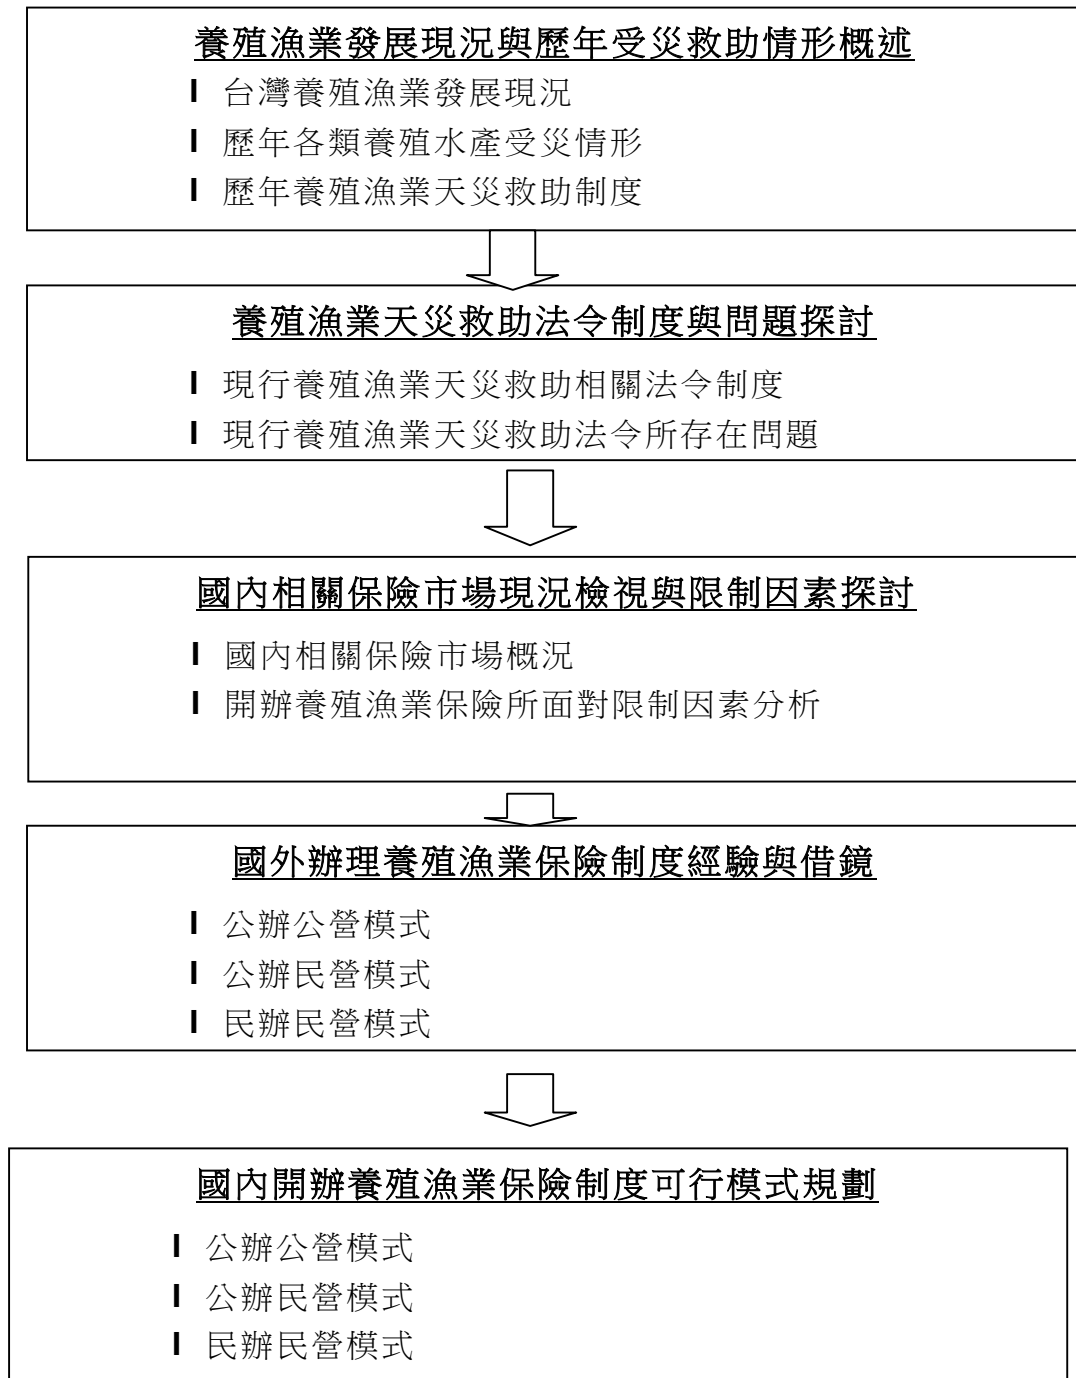 養殖漁業發展現況與歷年受災救助情形概述
l 台灣養殖漁業發展現況
l 歷年各類養殖水產受災情形
l 歷年養殖漁業天災救助制度
養殖漁業天災救助法令制度與問題探討
l 現行養殖漁業天災救助相關法令制度
l 現行養殖漁業天災救助法令所存在問題
國內相關保險市場現況檢視與限制因素探討
l 國內相關保險市場概況
l 開辦養殖漁業保險所面對限制因素分析
國外辦理養殖漁業保險制度經驗與借鏡
l 公辦公營模式
l 公辦民營模式
l 民辦民營模式
國內開辦養殖漁業保險制度可行模式規劃
l 公辦公營模式
l 公辦民營模式
l 民辦民營模式